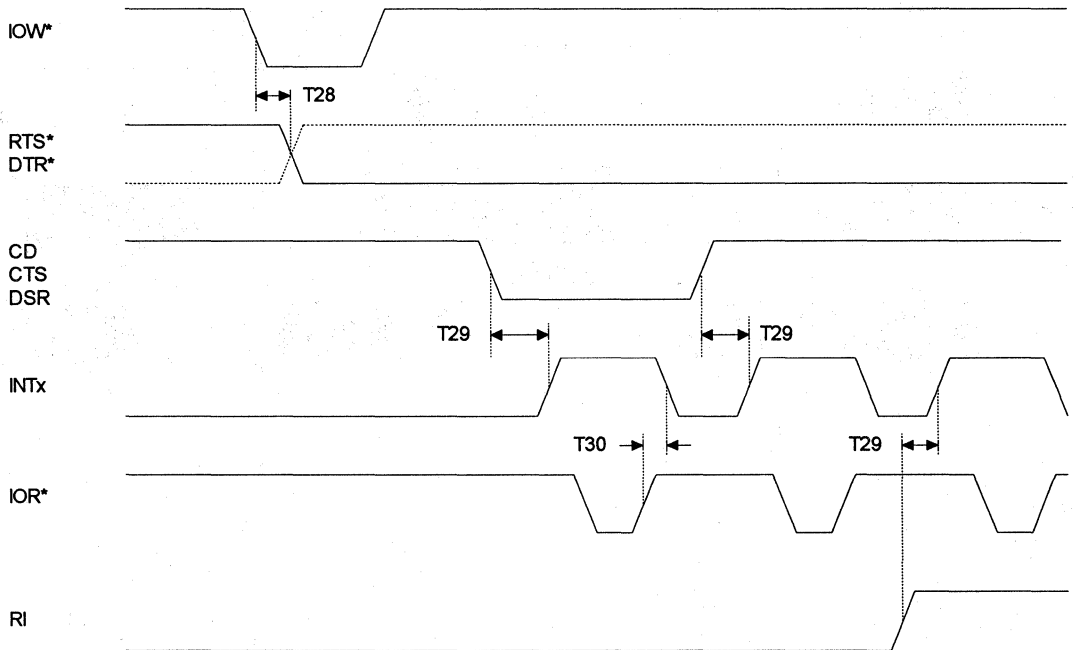 IOW*
T28
RTS*
DTR*
CD
CTS
DSR
T29
T29
INTx
T30
T29
IOR*
RI